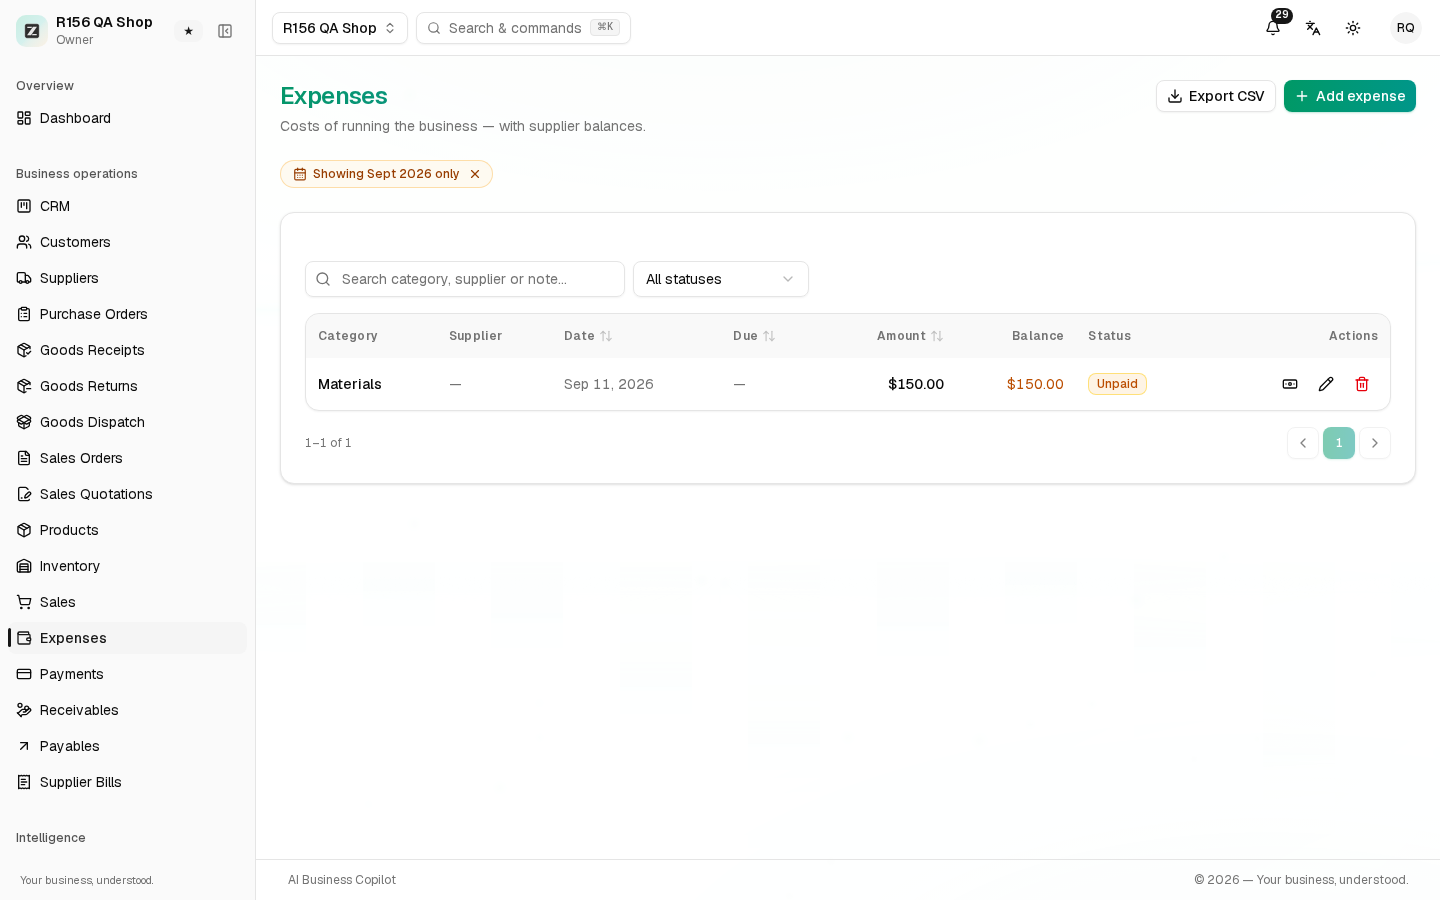 R156 QA Shop
Owner
Overview
Dashboard
Business operations
CRM
Customers
Suppliers
Purchase Orders
Goods Receipts
Goods Returns
Goods Dispatch
Sales Orders
Sales Quotations
Products
Inventory
Sales
Expenses
Payments
Receivables
Payables
Supplier Bills
Intelligence
Your business, understood.
R156 QA Shop
Search & commands ⌘K
29
RQ
Expenses
Costs of running the business — with supplier balances.
Export CSV
Add expense
Showing Sept 2026 only
Search category, supplier or note...
All statuses
Category Supplier Date Due Amount Balance Status Actions
Materials — Sep 11, 2026 — $150.00 $150.00 Unpaid
1–1 of 1
1
AI Business Copilot
© 2026 — Your business, understood.